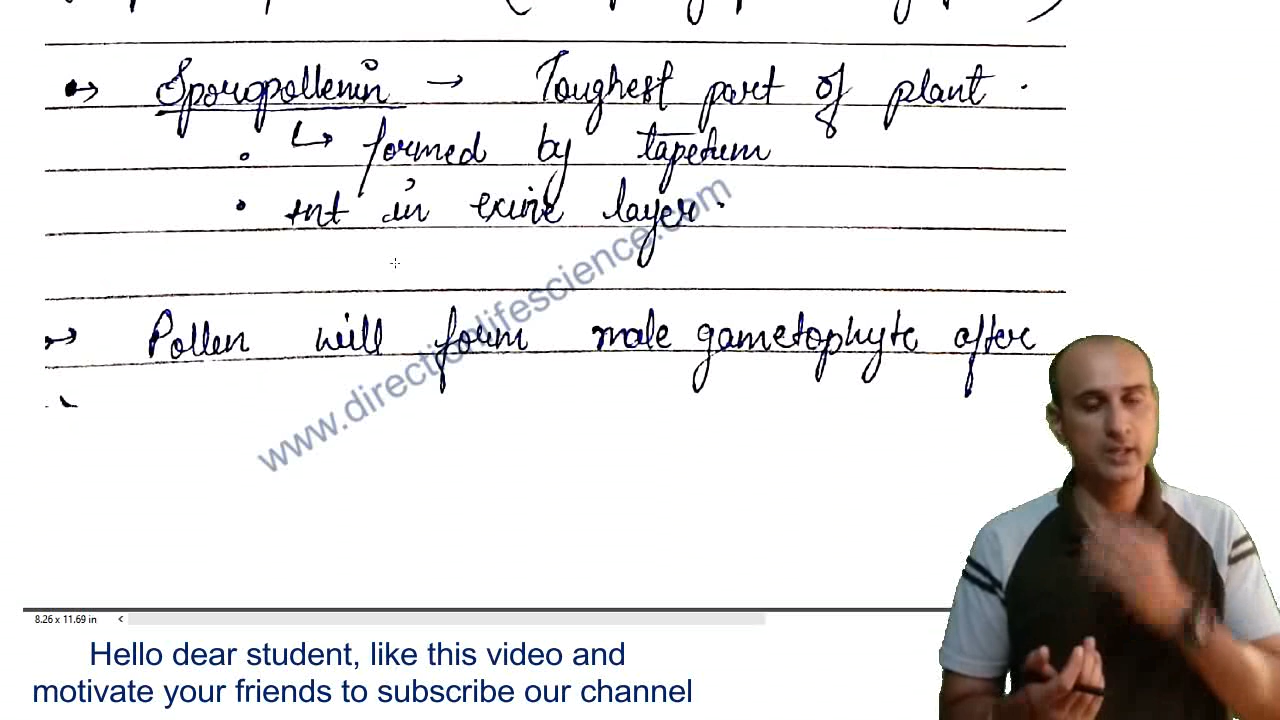 → Sporopollenin → Toughest part of plant.
• ↳ formed by tapetum
• +nt in exine layer.
→ Pollen will form male gametophyte after
www.directionlifescience.com
8.26 x 11.69 in <
Hello dear student, like this video and
motivate your friends to subscribe our channel